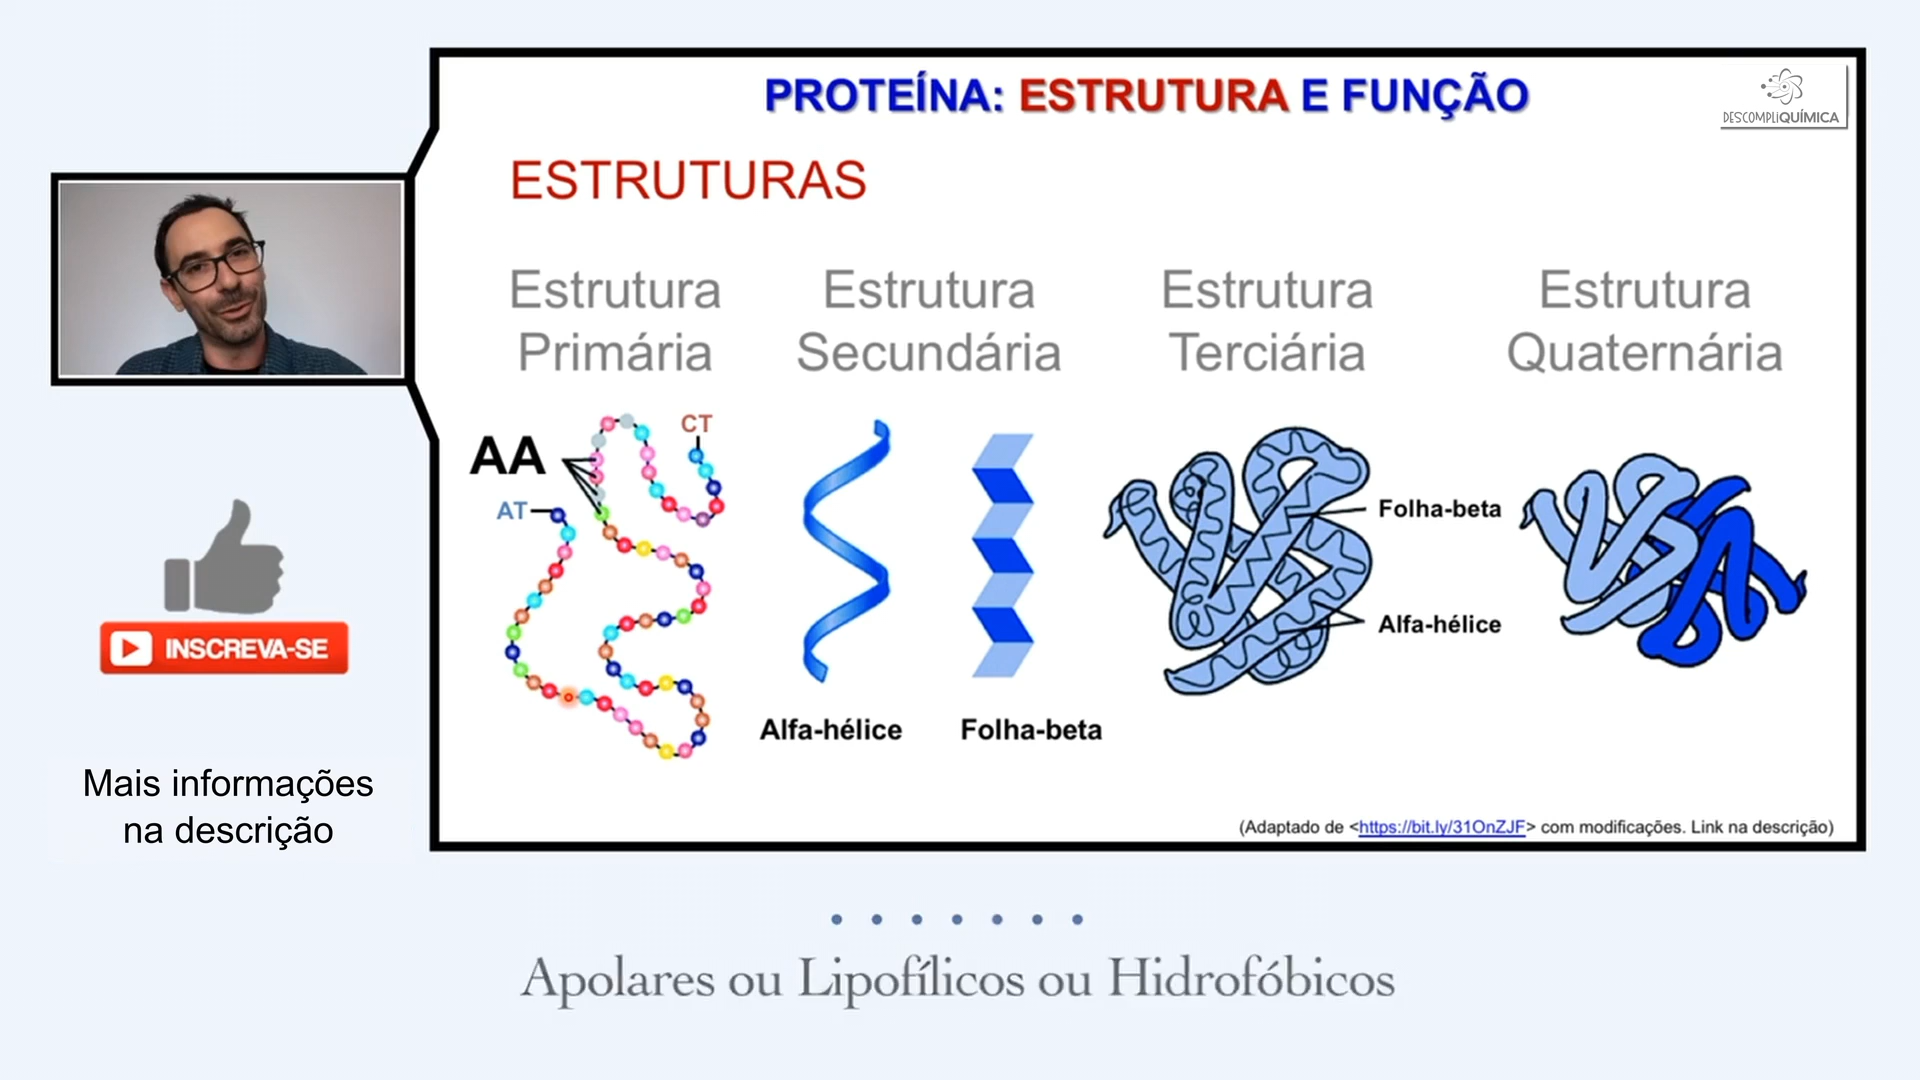 PROTEÍNA: ESTRUTURA E FUNÇÃO
DESCOMPLIQUÍMICA
ESTRUTURAS
Estrutura
Primária
Estrutura
Secundária
Estrutura
Terciária
Estrutura
Quaternária
AA
CT
AT
Alfa-hélice
Folha-beta
Folha-beta
Alfa-hélice
(Adaptado de <https://bit.ly/31OnZJF> com modificações. Link na descrição)
INSCREVA-SE
Mais informações
na descrição
Apolares ou Lipofílicos ou Hidrofóbicos